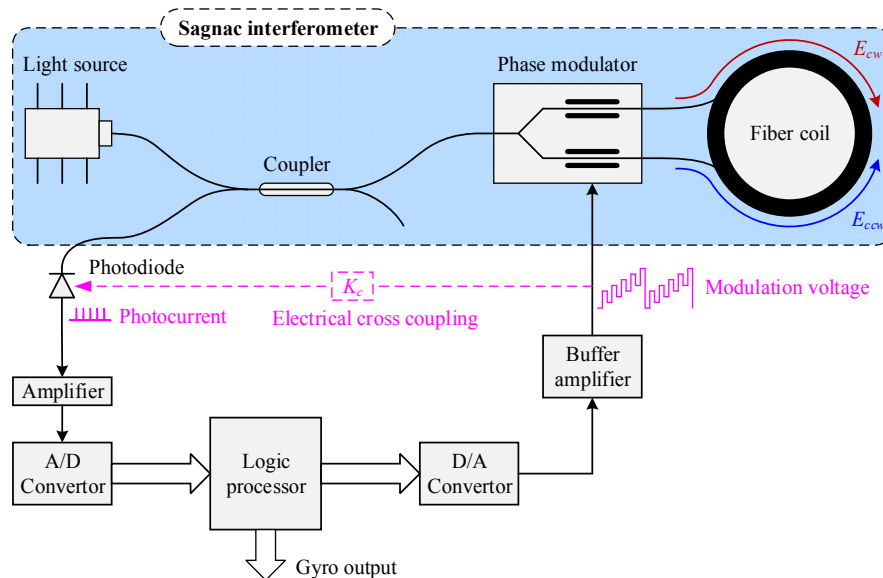 Sagnac interferometer
Light source
Phase modulator
E_cw
Coupler
Fiber coil
E_ccw
Photodiode
K_c
Modulation voltage
Photocurrent
Electrical cross coupling
Buffer
amplifier
Amplifier
A/D
Convertor
Logic
processor
D/A
Convertor
Gyro output